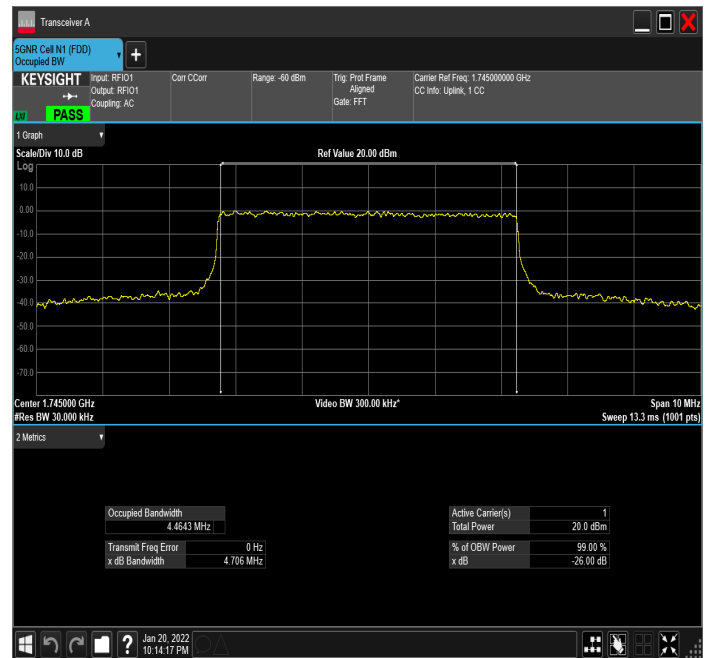 Transceiver A
5GNR Cell N1 (FDD)
Occupied BW
KEYSIGHT
LXI
PASS
Input: RFIO1
Output: RFIO1
Coupling: AC
Corr CCorr
Range: -60 dBm
Trig: Prot Frame
Aligned
Gate: FFT
Carrier Ref Freq: 1.745000000 GHz
CC Info: Uplink, 1 CC
1 Graph
Scale/Div 10.0 dB
Ref Value 20.00 dBm
Log
10.0
0.00
-10.0
-20.0
-30.0
-40.0
-50.0
-60.0
-70.0
Center 1.745000 GHz
Video BW 300.00 kHz*
Span 10 MHz
#Res BW 30.000 kHz
Sweep 13.3 ms (1001 pts)
2 Metrics
Occupied Bandwidth
4.4643 MHz
Transmit Freq Error 0 Hz
x dB Bandwidth 4.706 MHz
Active Carrier(s) 1
Total Power 20.0 dBm
% of OBW Power 99.00 %
x dB -26.00 dB
Jan 20, 2022
10:14:17 PM